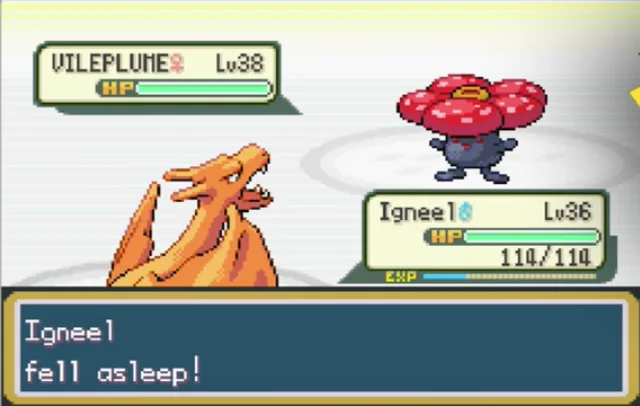 VILEPLUME♀ Lv38
HP
Igneel♂ Lv36
HP
114/114
EXP
Igneel
fell asleep!